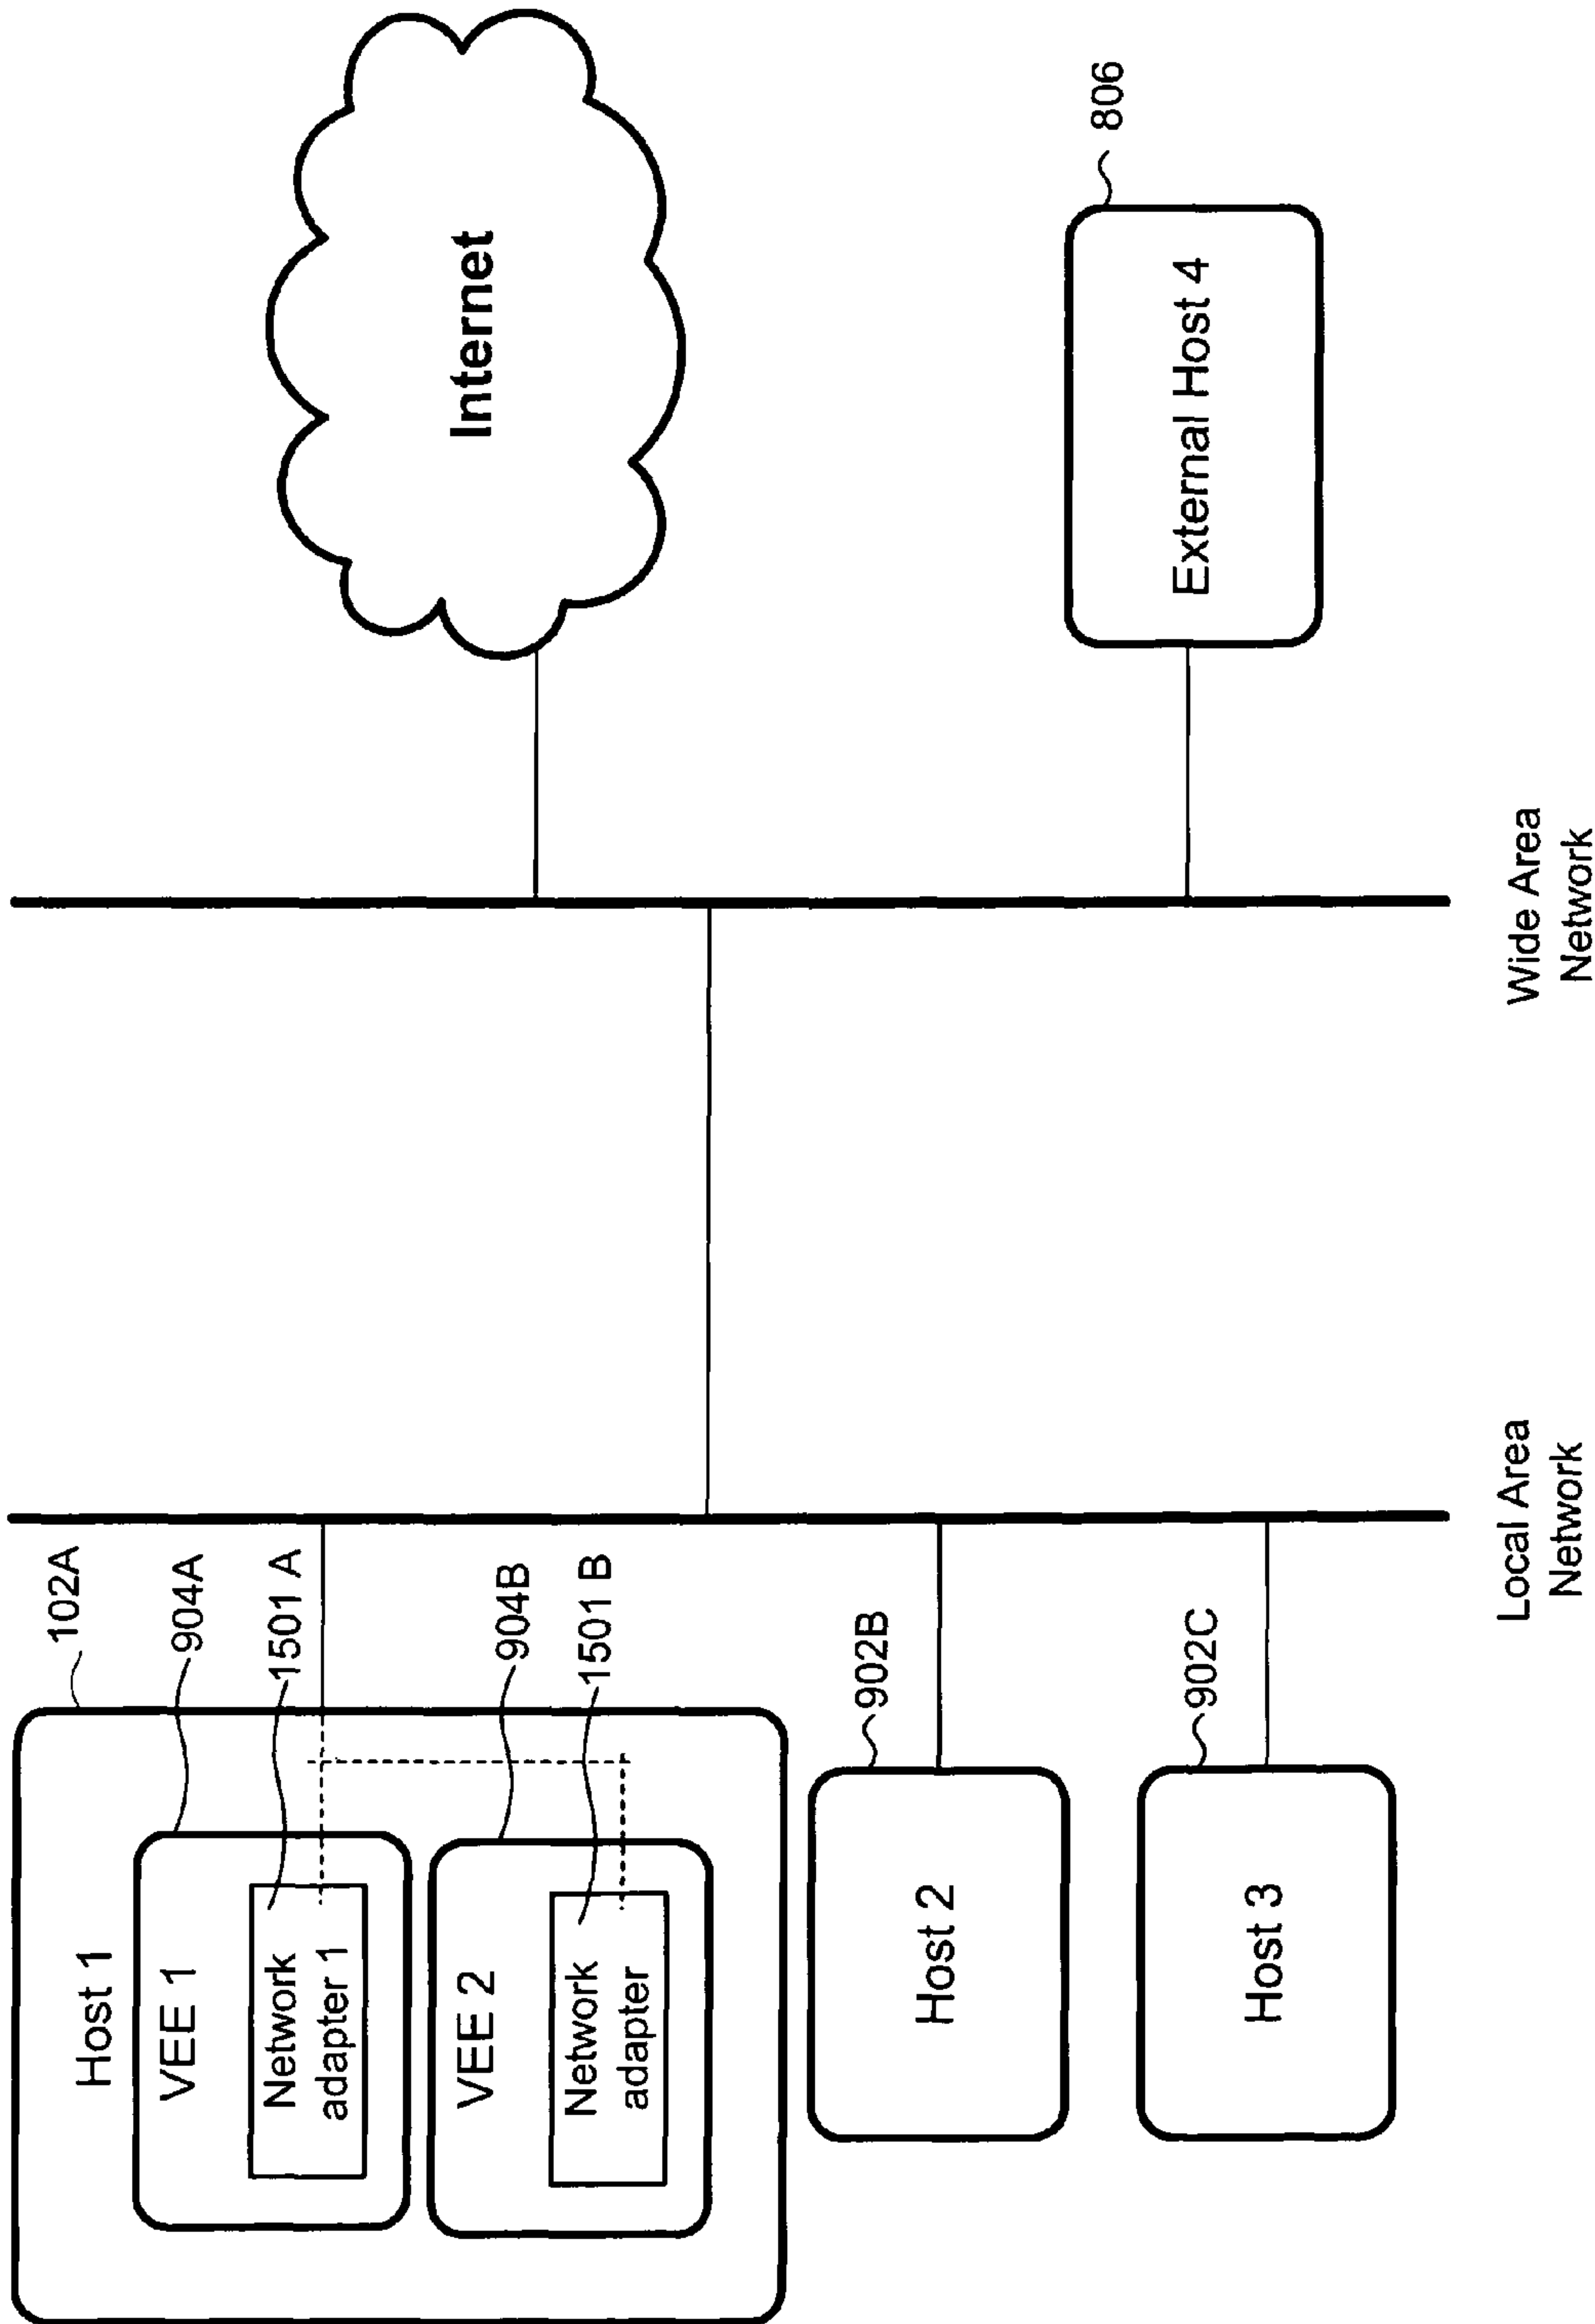 Host 1
VEE 1
Network
adapter 1
VEE 2
Network
adapter
102A
904A
1501 A
904B
1501 B
Host 2
902B
Host 3
902C
Local Area
Network
Wide Area
Network
Internet
External Host 4
806